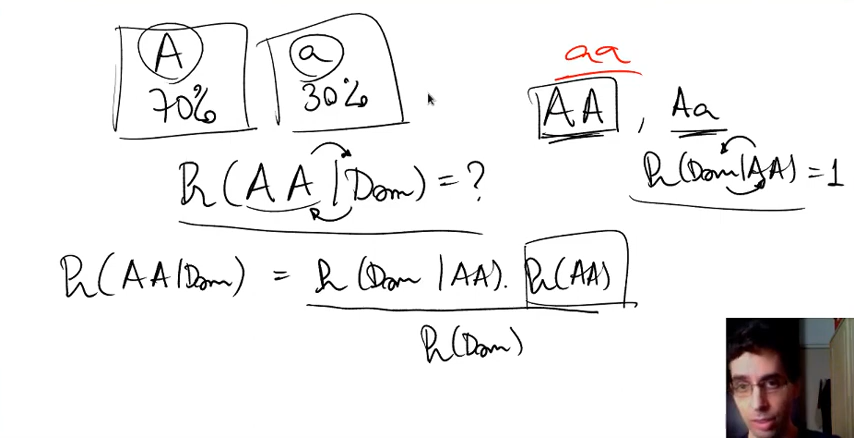 A a
70% 30%
aa
AA, Aa
Pr(AA|Dom)=?
Pr(Dom|AA)=1
Pr(AA|Dom) = Pr(Dom|AA). Pr(AA)
Pr(Dom)